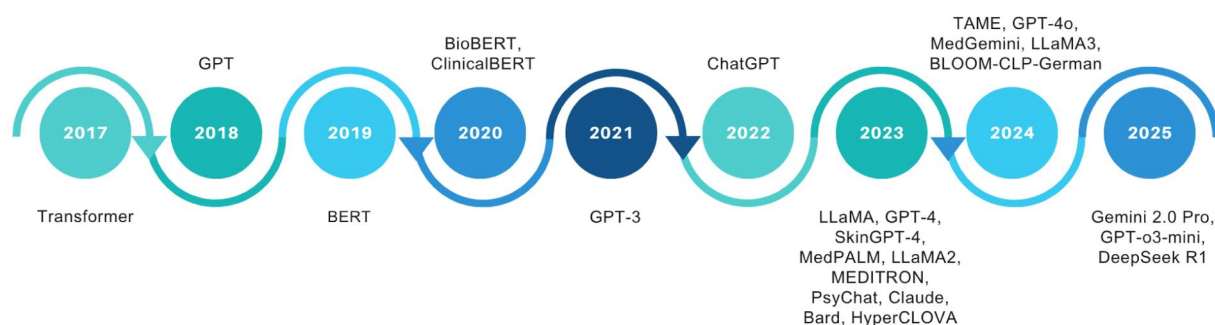 TAME, GPT-4o,
MedGemini, LLaMA3,
BLOOM-CLP-German
BioBERT,
ClinicalBERT
GPT
ChatGPT
2017
2018
2019
2020
2021
2022
2023
2024
2025
Transformer
BERT
GPT-3
LLaMA, GPT-4,
SkinGPT-4,
MedPALM, LLaMA2,
MEDITRON,
PsyChat, Claude,
Bard, HyperCLOVA
Gemini 2.0 Pro,
GPT-o3-mini,
DeepSeek R1